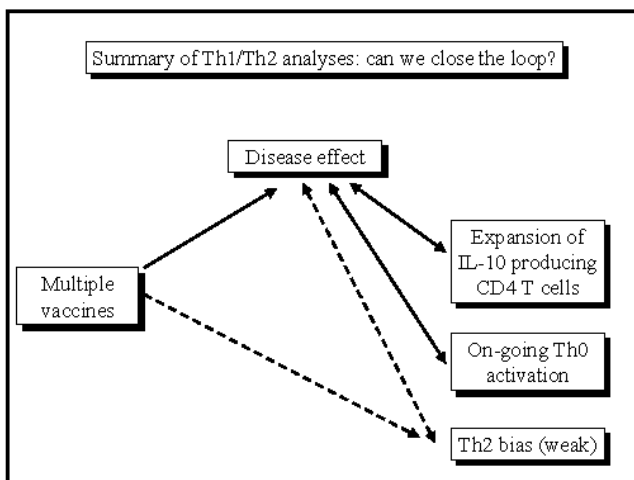 Summary of Th1/Th2 analyses: can we close the loop?
Disease effect
Multiple
vaccines
Expansion of
IL-10 producing
CD4 T cells
On-going Th0
activation
Th2 bias (weak)